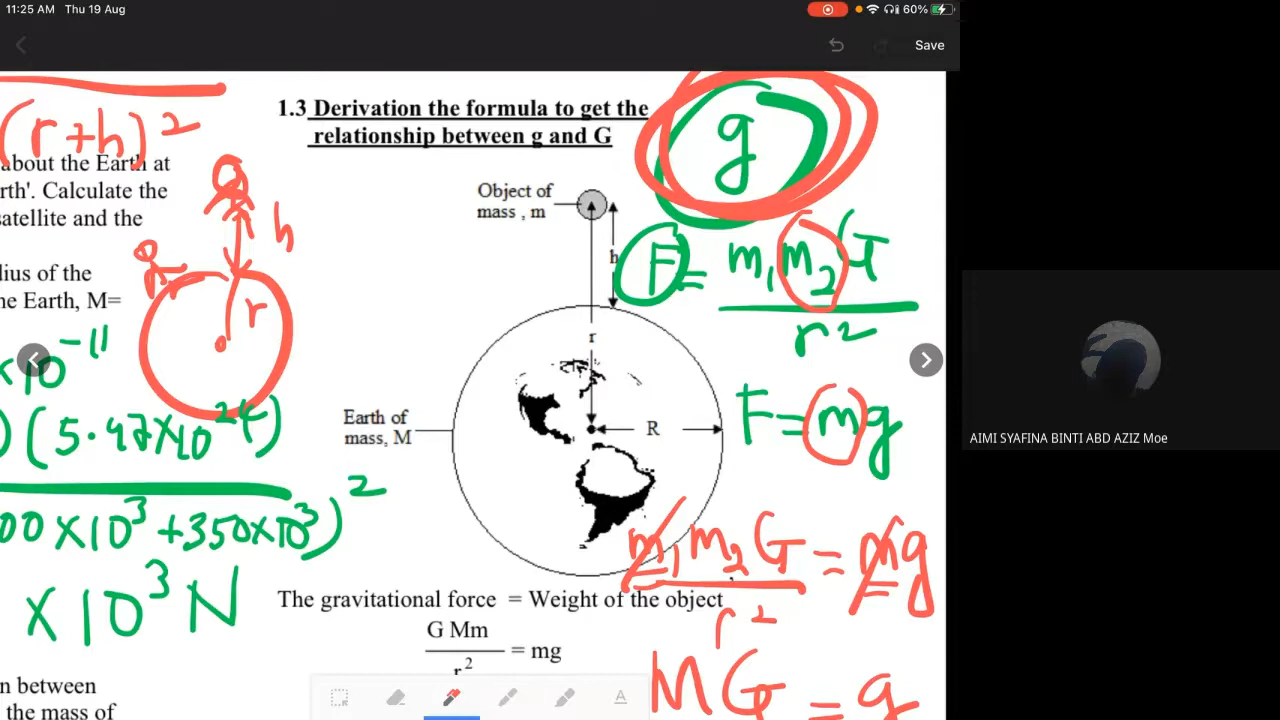 11:25 AM Thu 19 Aug
60%
Save
(r+h)²
about the Earth at
rth'. Calculate the
satellite and the
h
dius of the
ne Earth, M=
r
×10⁻¹¹
) (5.97×10²⁴)
00×10³ +350×10³)²
×10³ N
n between
the mass of
1.3 Derivation the formula to get the
relationship between g and G
g
Object of
mass , m
h
r
R
Earth of
mass, M
F = m₁m₂G
r²
F = mg
m₁m₂G = mg
r²
The gravitational force = Weight of the object
G Mm
= mg
r²
MG = g
A
AIMI SYAFINA BINTI ABD AZIZ Moe